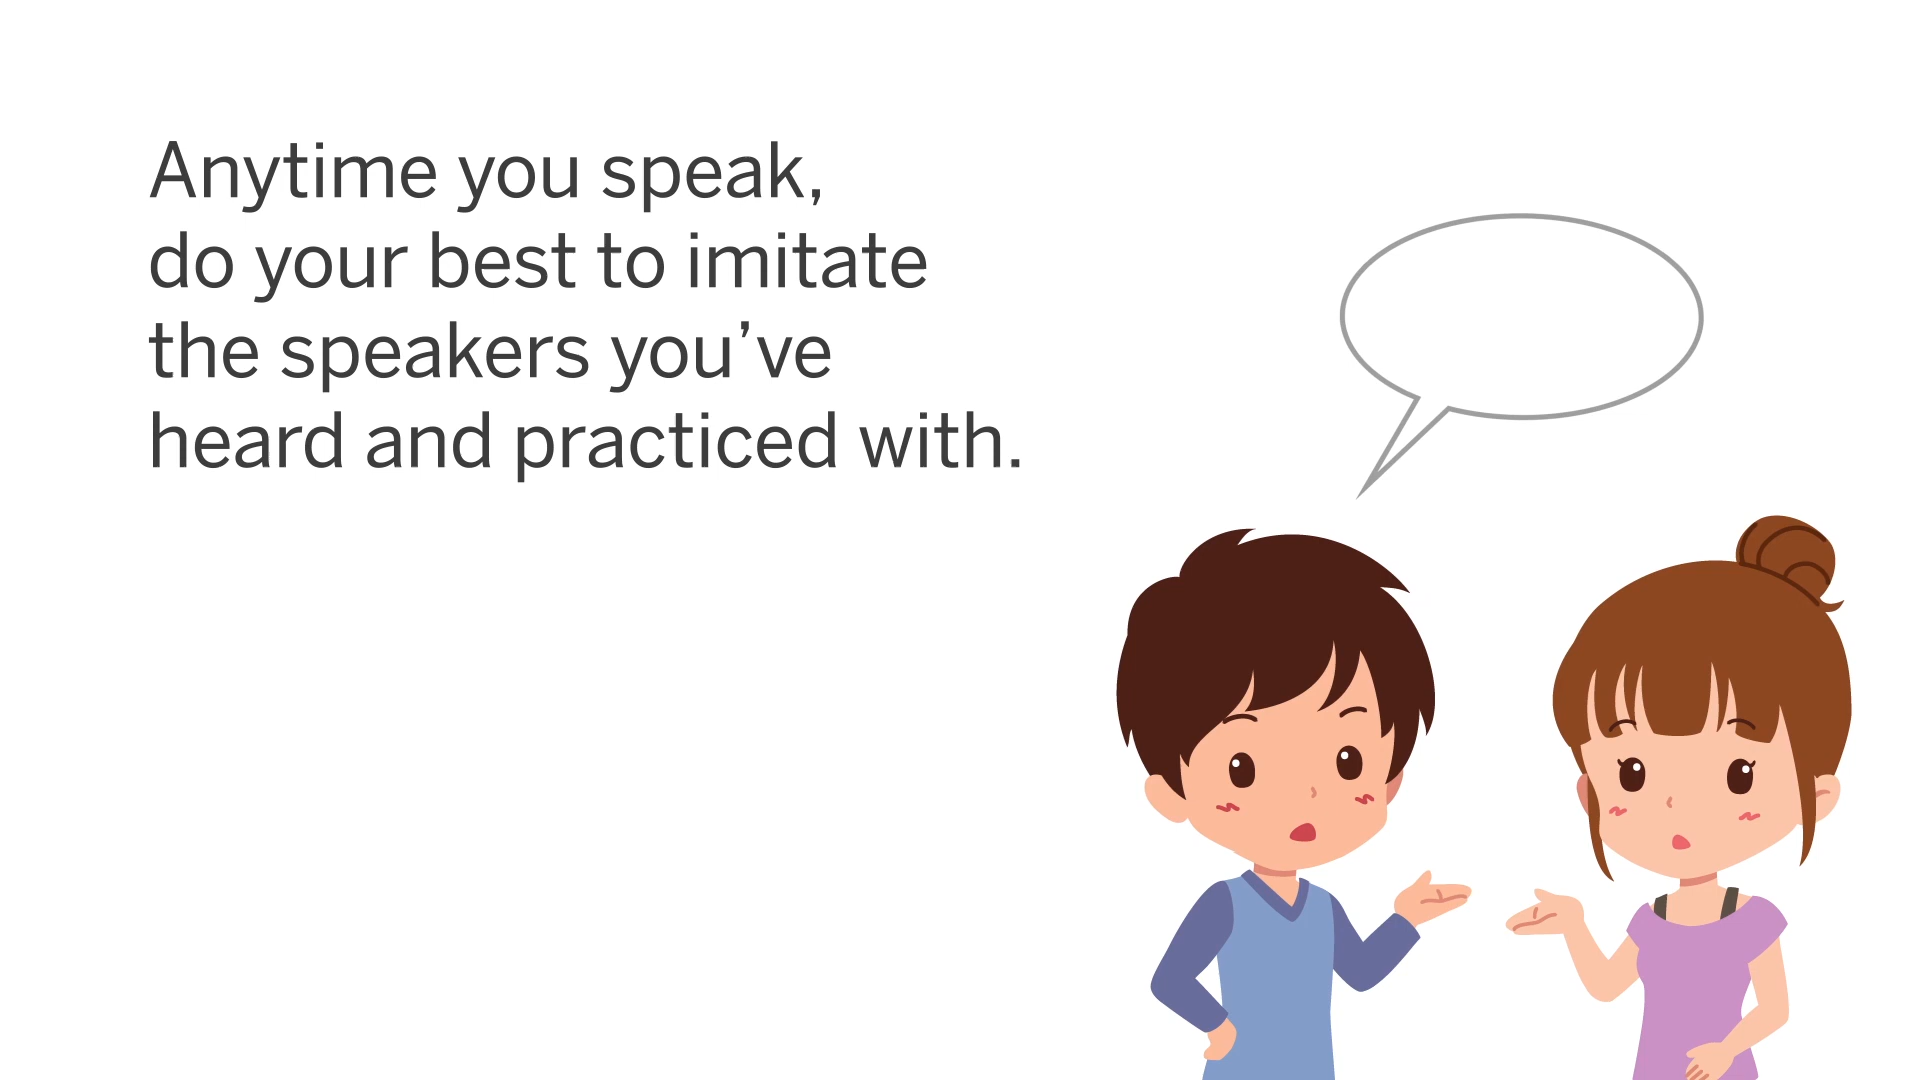 Anytime you speak,
do your best to imitate
the speakers you’ve
heard and practiced with.